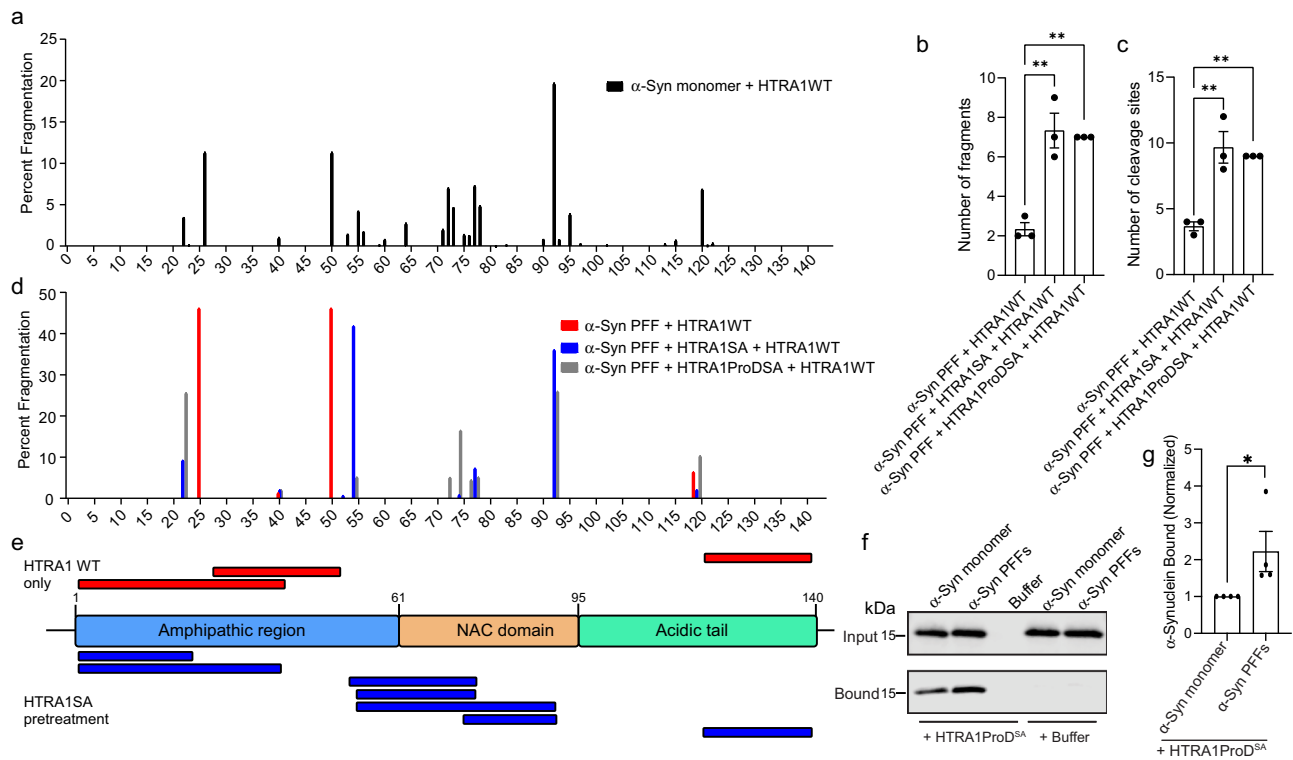 a
Percent Fragmentation
25
20
15
10
5
0
α-Syn monomer + HTRA1WT
0 5 10 15 20 25 30 35 40 45 50 55 60 65 70 75 80 85 90 95 100 105 110 115 120 125 130 135 140
b
Number of fragments
10
8
6
4
2
0
**
**
α-Syn PFF + HTRA1WT
α-Syn PFF + HTRA1SA + HTRA1WT
α-Syn PFF + HTRA1ProDSA + HTRA1WT
c
Number of cleavage sites
15
10
5
0
**
**
α-Syn PFF + HTRA1WT
α-Syn PFF + HTRA1SA + HTRA1WT
α-Syn PFF + HTRA1ProDSA + HTRA1WT
d
Percent Fragmentation
50
40
30
20
10
0
α-Syn PFF + HTRA1WT
α-Syn PFF + HTRA1SA + HTRA1WT
α-Syn PFF + HTRA1ProDSA + HTRA1WT
0 5 10 15 20 25 30 35 40 45 50 55 60 65 70 75 80 85 90 95 100 105 110 115 120 125 130 135 140
e
HTRA1 WT
only
1 61 95 140
Amphipathic region NAC domain Acidic tail
HTRA1SA
pretreatment
f
α-Syn monomer
α-Syn PFFs
Buffer
α-Syn monomer
α-Syn PFFs
kDa
Input 15
Bound 15
+ HTRA1ProD^SA + Buffer
g
α-Synuclein Bound (Normalized)
5
4
3
2
1
0
*
α-Syn monomer
α-Syn PFFs
+ HTRA1ProD^SA